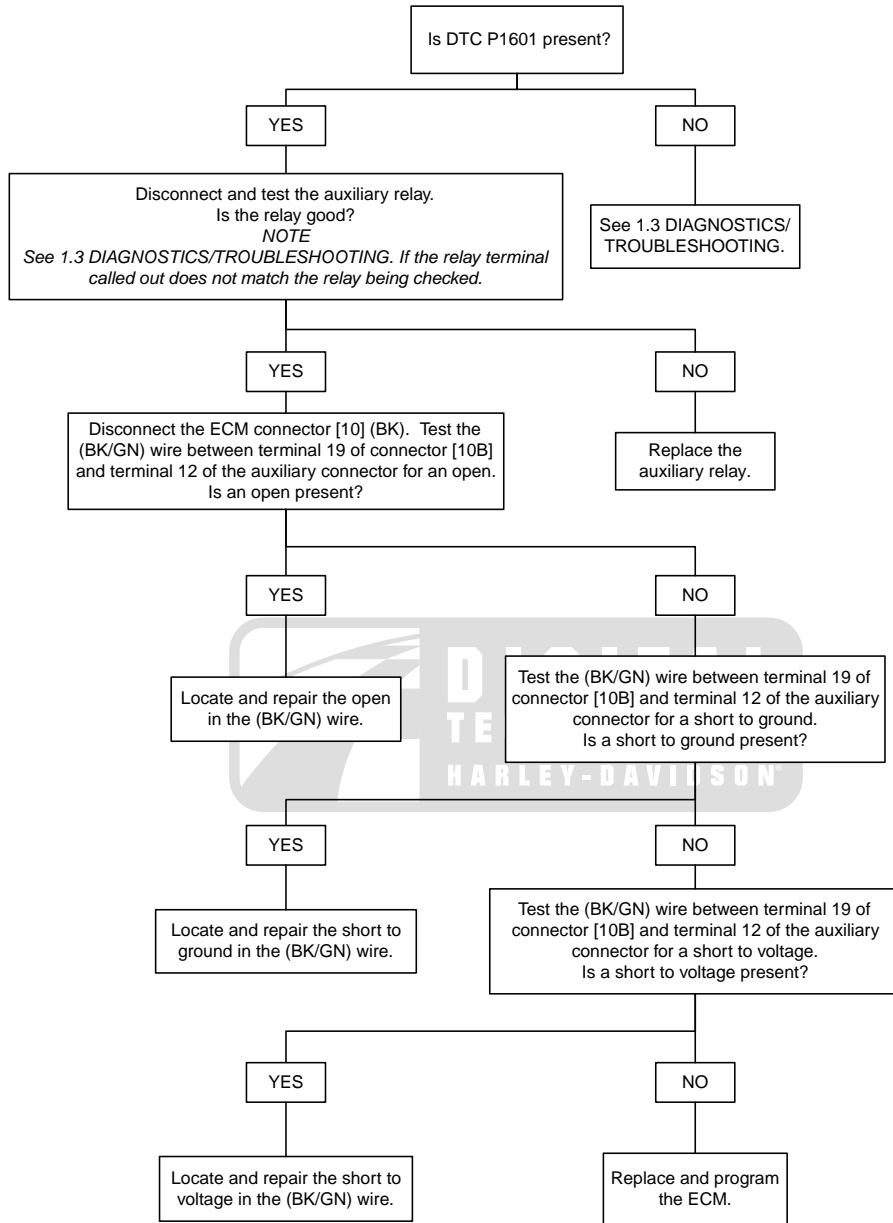 Is DTC P1601 present?
YES
NO
Disconnect and test the auxiliary relay.
Is the relay good?
NOTE
See 1.3 DIAGNOSTICS/TROUBLESHOOTING. If the relay terminal
called out does not match the relay being checked.
See 1.3 DIAGNOSTICS/
TROUBLESHOOTING.
YES
NO
Disconnect the ECM connector [10] (BK). Test the
(BK/GN) wire between terminal 19 of connector [10B]
and terminal 12 of the auxiliary connector for an open.
Is an open present?
Replace the
auxiliary relay.
YES
NO
Locate and repair the open
in the (BK/GN) wire.
Test the (BK/GN) wire between terminal 19 of
connector [10B] and terminal 12 of the auxiliary
connector for a short to ground.
Is a short to ground present?
HARLEY-DAVIDSON
YES
NO
Locate and repair the short to
ground in the (BK/GN) wire.
Test the (BK/GN) wire between terminal 19 of
connector [10B] and terminal 12 of the auxiliary
connector for a short to voltage.
Is a short to voltage present?
YES
NO
Locate and repair the short to
voltage in the (BK/GN) wire.
Replace and program
the ECM.